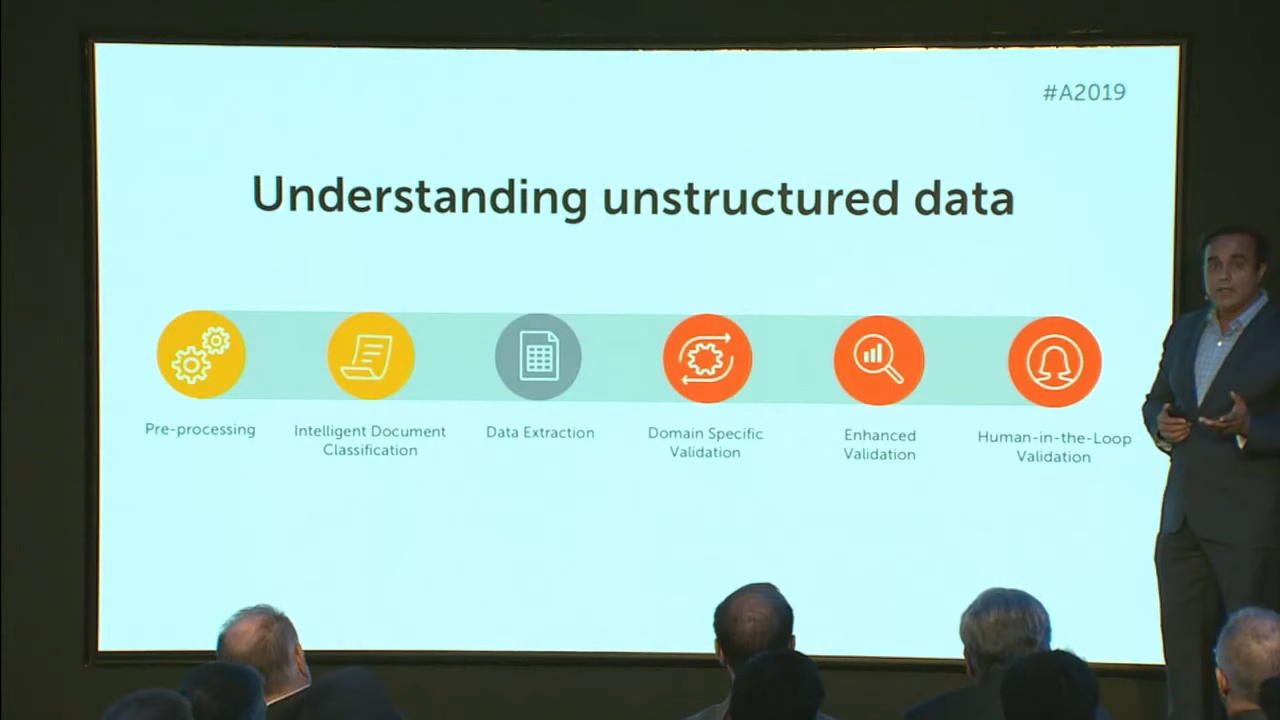 #A2019
Understanding unstructured data
Pre-processing
Intelligent Document
Classification
Data Extraction
Domain Specific
Validation
Enhanced
Validation
Human-in-the-Loop
Validation